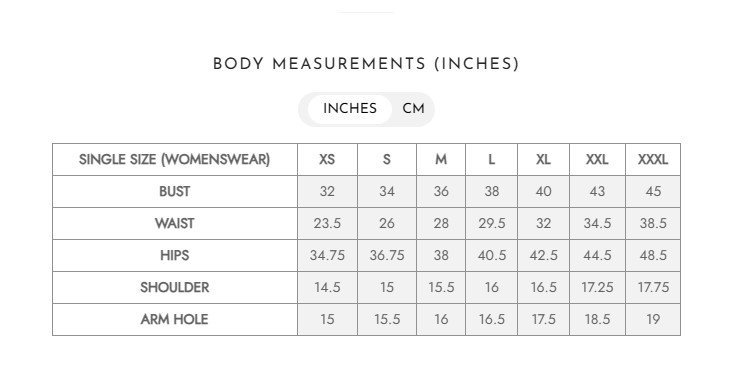 BODY MEASUREMENTS (INCHES)
INCHES CM
SINGLE SIZE (WOMENSWEAR) XS S M L XL XXL XXXL
BUST 32 34 36 38 40 43 45
WAIST 23.5 26 28 29.5 32 34.5 38.5
HIPS 34.75 36.75 38 40.5 42.5 44.5 48.5
SHOULDER 14.5 15 15.5 16 16.5 17.25 17.75
ARM HOLE 15 15.5 16 16.5 17.5 18.5 19